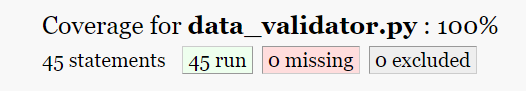 Coverage for data_validator.py : 100%
45 statements 45 run 0 missing 0 excluded